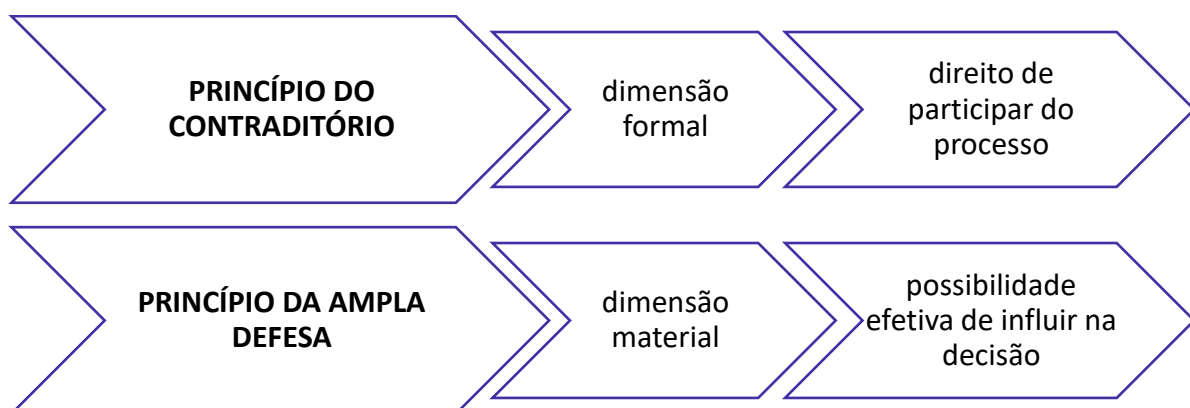 PRINCÍPIO DO
CONTRADITÓRIO
dimensão
formal
direito de
participar do
processo
PRINCÍPIO DA AMPLA
DEFESA
dimensão
material
possibilidade
efetiva de influir na
decisão